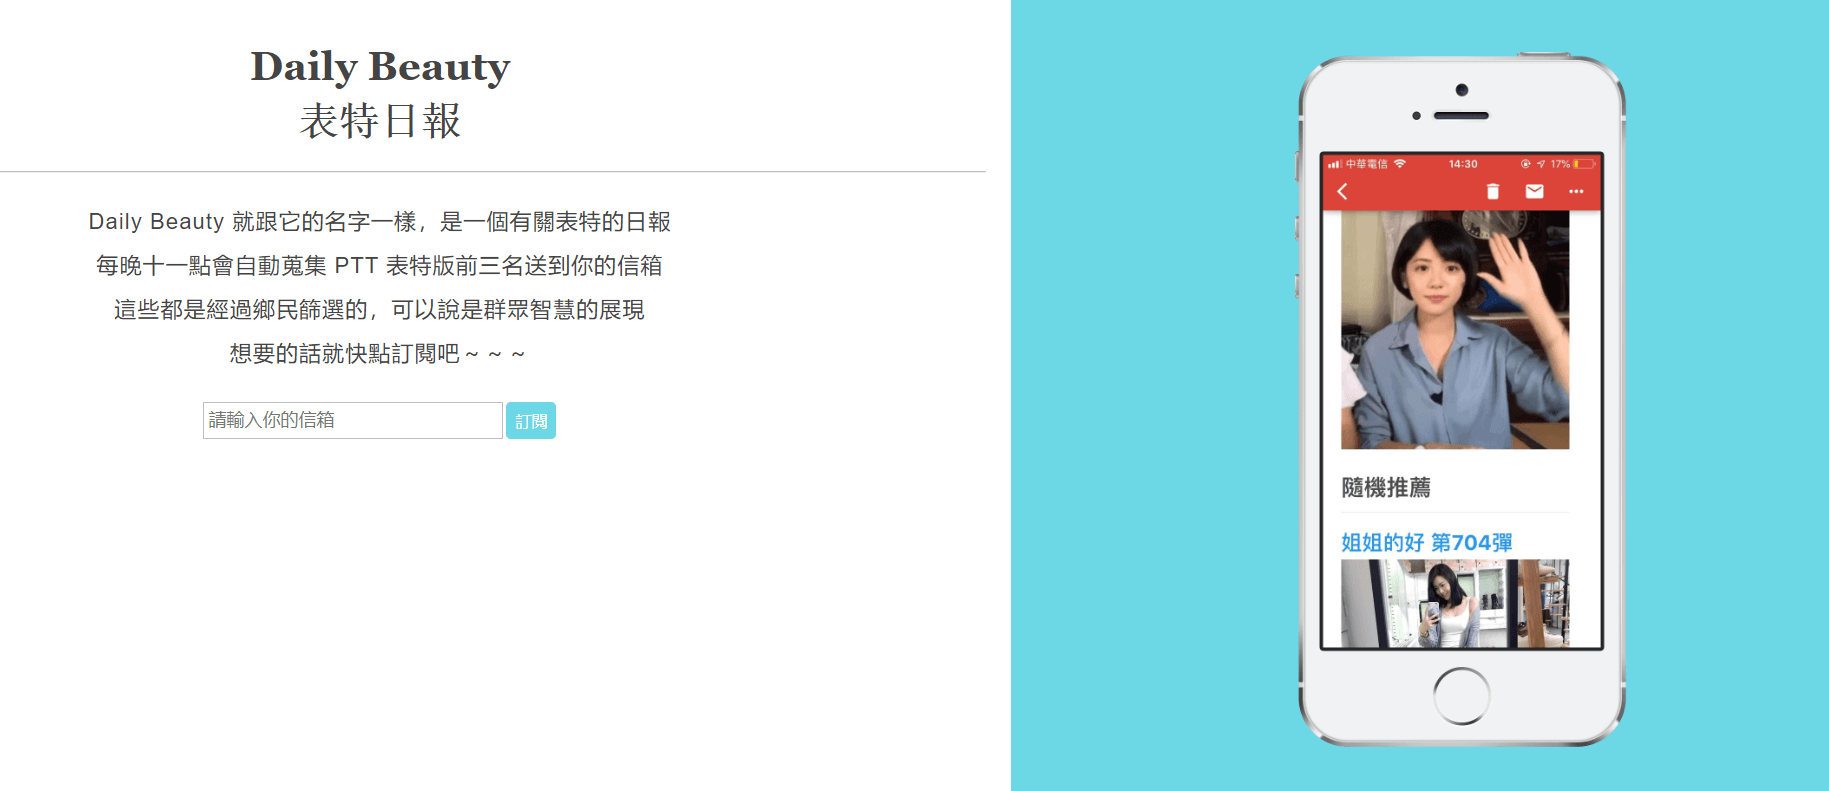 Daily Beauty
表特日報
Daily Beauty 就跟它的名字一樣，是一個有關表特的日報
每晚十一點會自動蒐集 PTT 表特版前三名送到你的信箱
這些都是經過鄉民篩選的，可以說是群眾智慧的展現
想要的話就快點訂閱吧～～～
請輸入你的信箱
訂閱
中華電信 14:30 17%
隨機推薦
姐姐的好 第704彈